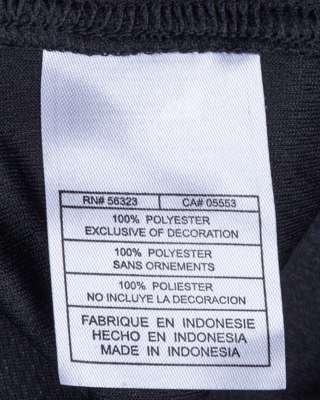 RN# 56323 CA# 05553
100% POLYESTER
EXCLUSIVE OF DECORATION
100% POLYESTER
SANS ORNEMENTS
100% POLIESTER
NO INCLUYE LA DECORACION
FABRIQUE EN INDONESIE
HECHO EN INDONESIA
MADE IN INDONESIA